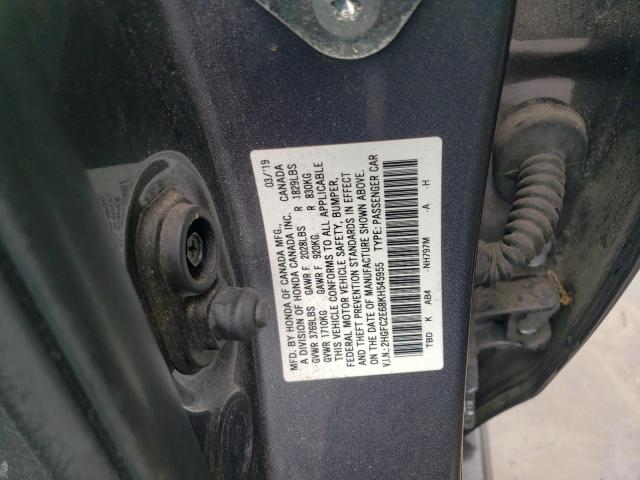 MFD. BY HONDA OF CANADA MFG. 03/'19
A DIVISION OF HONDA CANADA INC. CANADA
GVWR 3769LBS GAWR F 2028LBS R 1829LBS
GVWR 1710KG GAWR F 920KG R 830KG
THIS VEHICLE CONFORMS TO ALL APPLICABLE
FEDERAL MOTOR VEHICLE SAFETY, BUMPER,
AND THEFT PREVENTION STANDARDS IN EFFECT
ON THE DATE OF MANUFACTURE SHOWN ABOVE.
V.I.N.:2HGFC2E68KH545955 TYPE:PASSENGER CAR
TBD K AB4 -NH797M -A -H